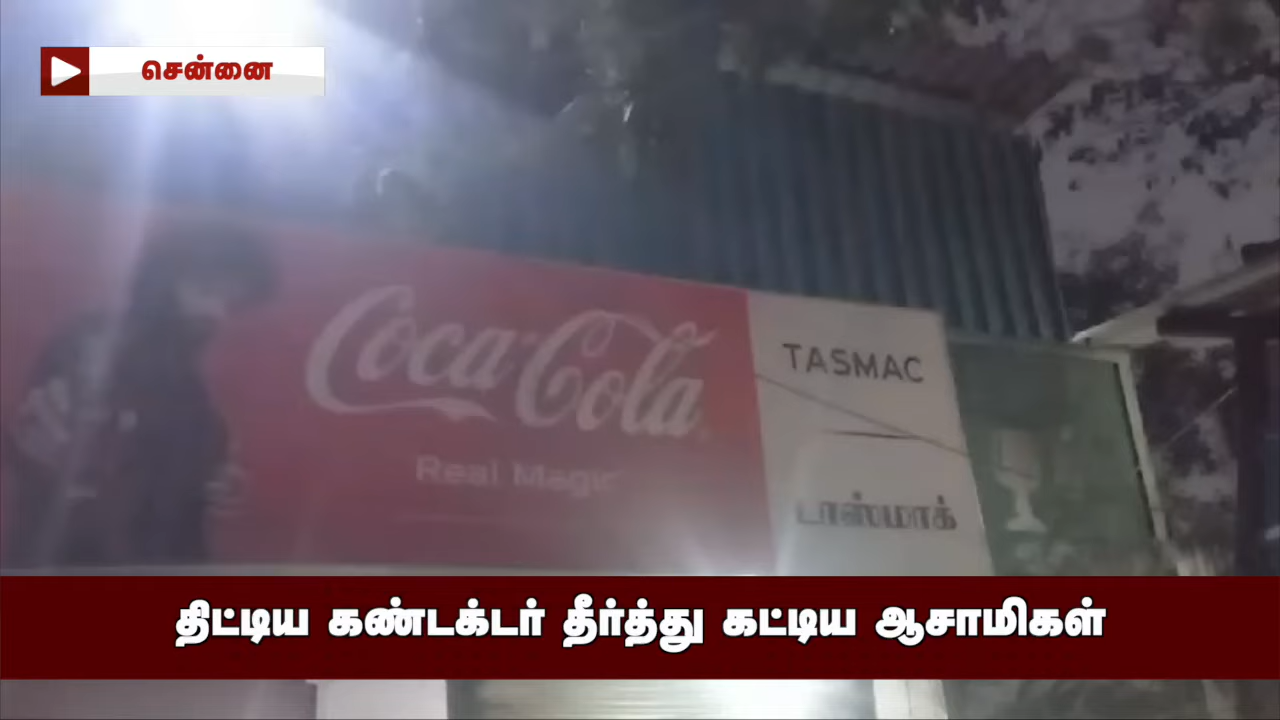 சென்னை
Coca-Cola
Real Magic
TASMAC
டாஸ்மாக்
திட்டிய கண்டக்டர் தீர்த்து கட்டிய ஆசாமிகள்